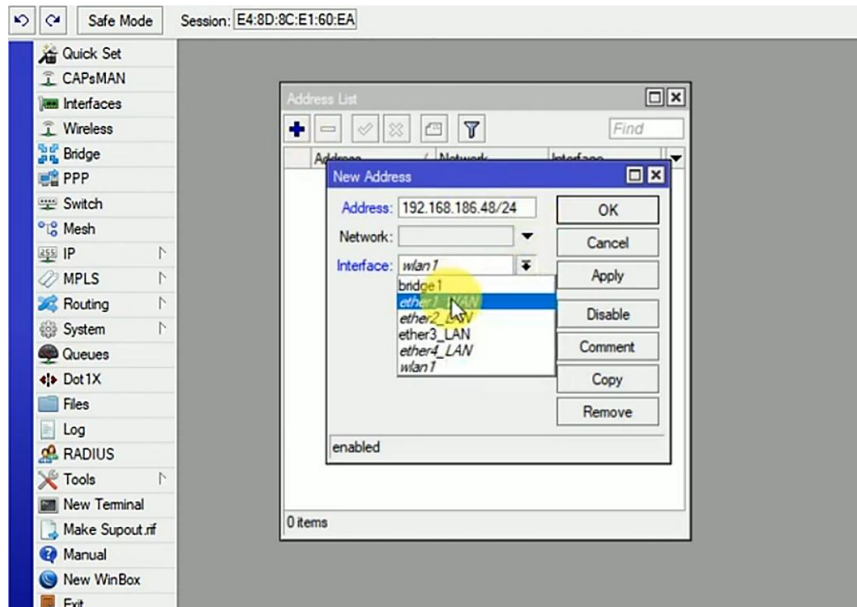 Safe Mode Session: E4:8D:8C:E1:60:EA
Quick Set
CAPsMAN
Interfaces
Wireless
Bridge
PPP
Switch
Mesh
IP
MPLS
Routing
System
Queues
Dot1X
Files
Log
RADIUS
Tools
New Terminal
Make Supout.rif
Manual
New WinBox
Exit
Address List
Find
Address / Network Interface
New Address
Address: 192.168.186.48/24
Network:
Interface: wlan1
bridge1
ether1_WAN
ether2_LAN
ether3_LAN
ether4_LAN
wlan1
OK
Cancel
Apply
Disable
Comment
Copy
Remove
enabled
0 items